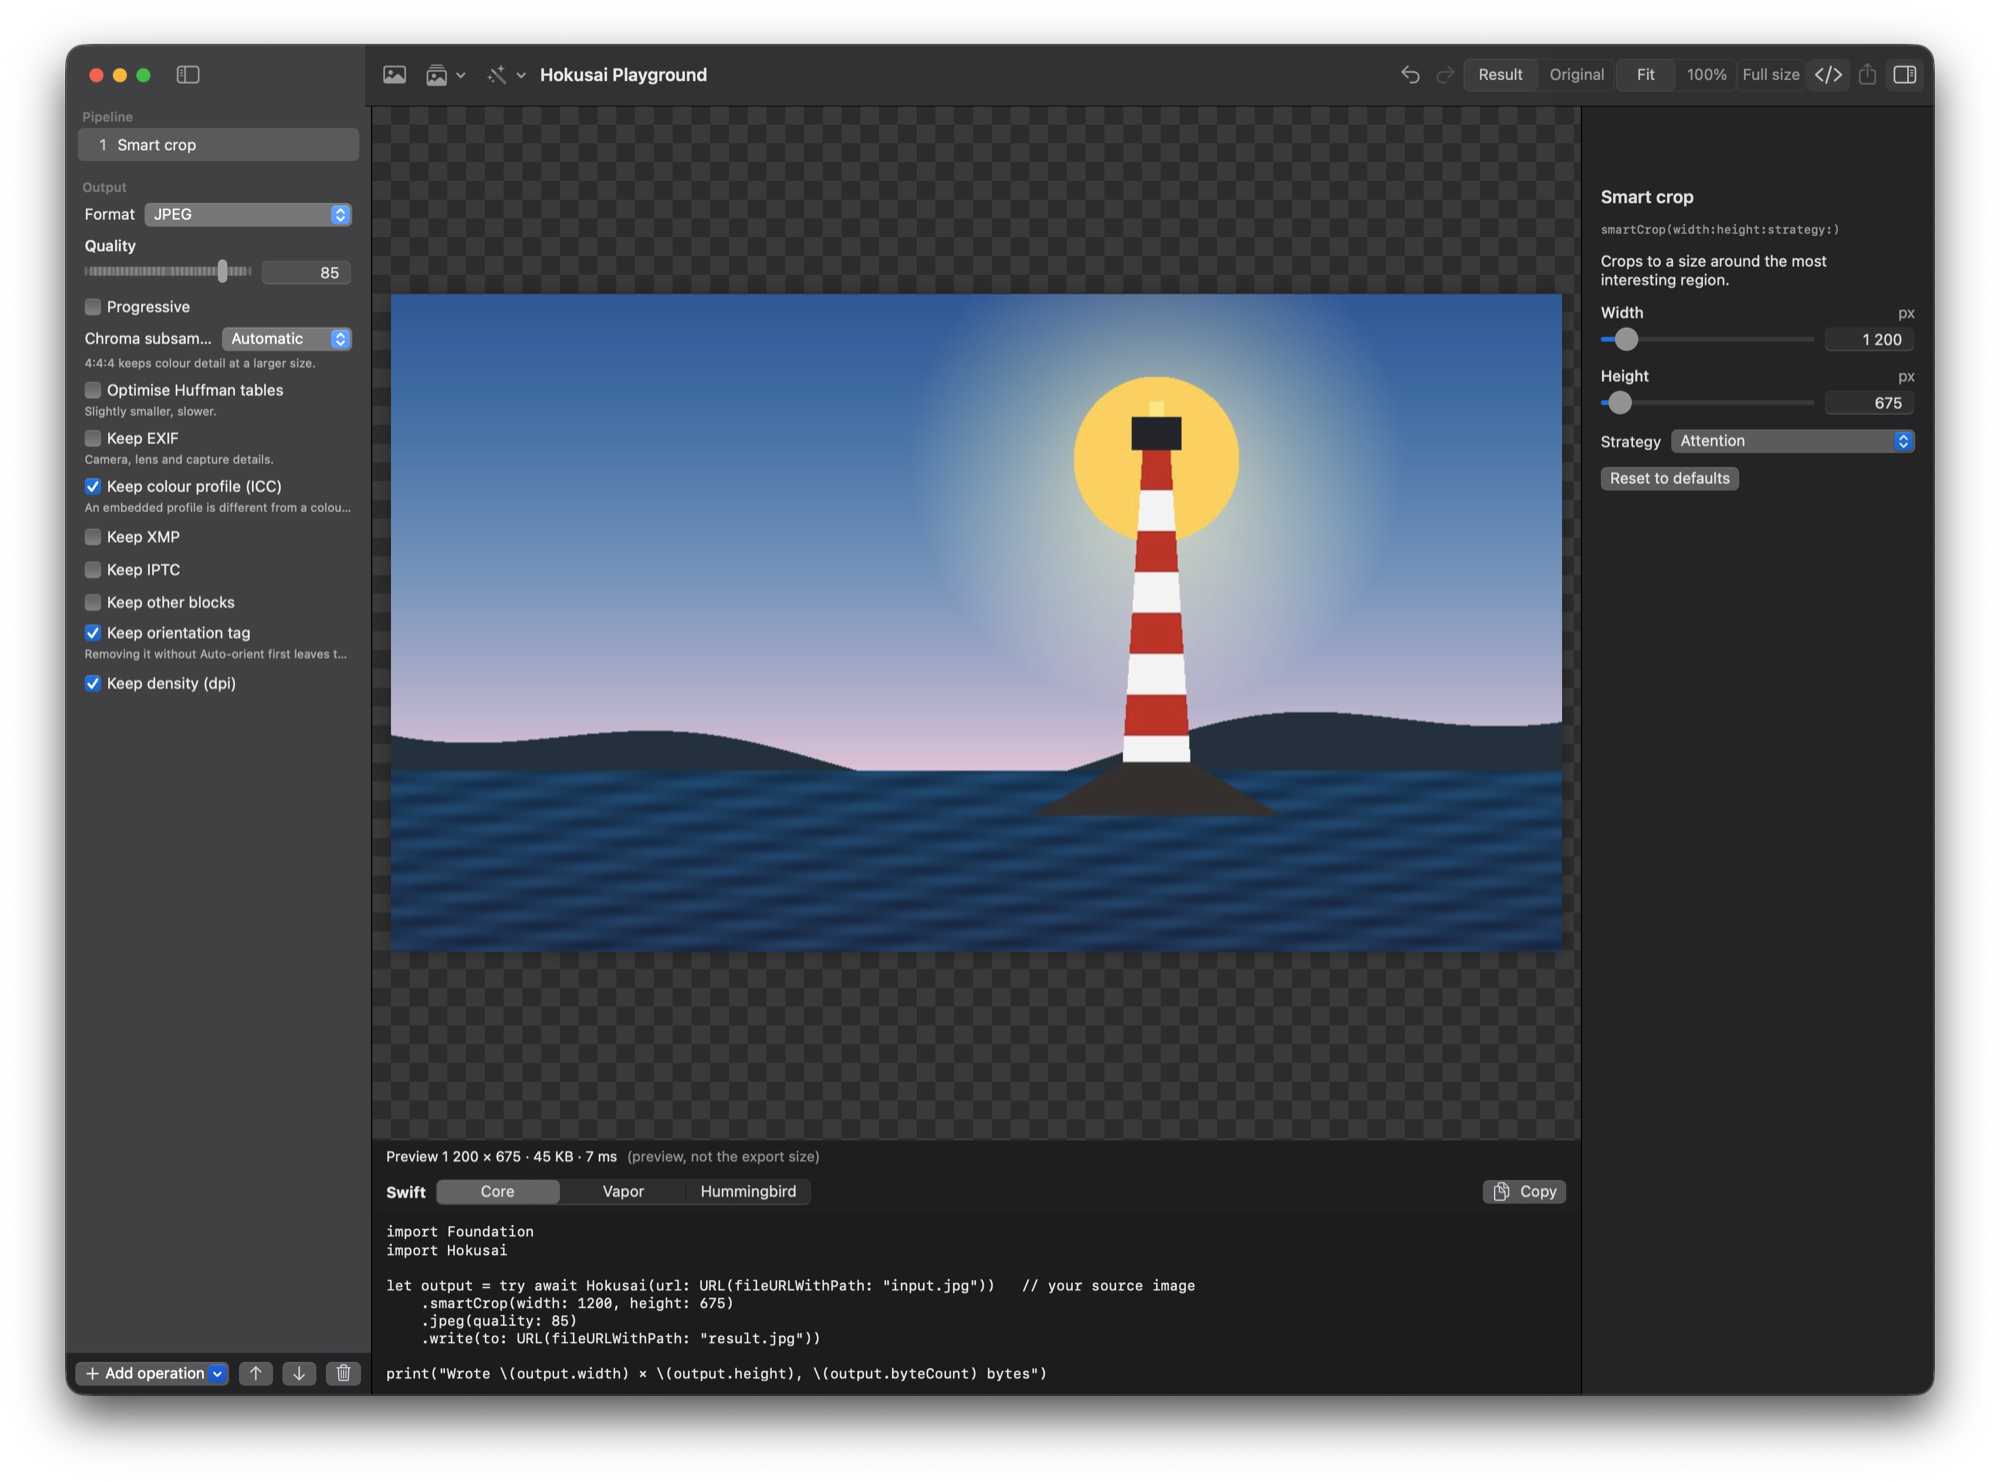 Hokusai Playground
Result
Original
Fit
100%
Full size
Pipeline
1 Smart crop
Output
Format JPEG
Quality
85
Progressive
Chroma subsam... Automatic
4:4:4 keeps colour detail at a larger size.
Optimise Huffman tables
Slightly smaller, slower.
Keep EXIF
Camera, lens and capture details.
Keep colour profile (ICC)
An embedded profile is different from a colou...
Keep XMP
Keep IPTC
Keep other blocks
Keep orientation tag
Removing it without Auto-orient first leaves t...
Keep density (dpi)
Add operation
Preview 1 200 × 675 · 45 KB · 7 ms (preview, not the export size)
Swift Core Vapor Hummingbird Copy
import Foundation
import Hokusai
let output = try await Hokusai(url: URL(fileURLWithPath: "input.jpg")) // your source image
.smartCrop(width: 1200, height: 675)
.jpeg(quality: 85)
.write(to: URL(fileURLWithPath: "result.jpg"))
print("Wrote \(output.width) × \(output.height), \(output.byteCount) bytes")
Smart crop
smartCrop(width:height:strategy:)
Crops to a size around the most
interesting region.
Width px
1 200
Height px
675
Strategy Attention
Reset to defaults